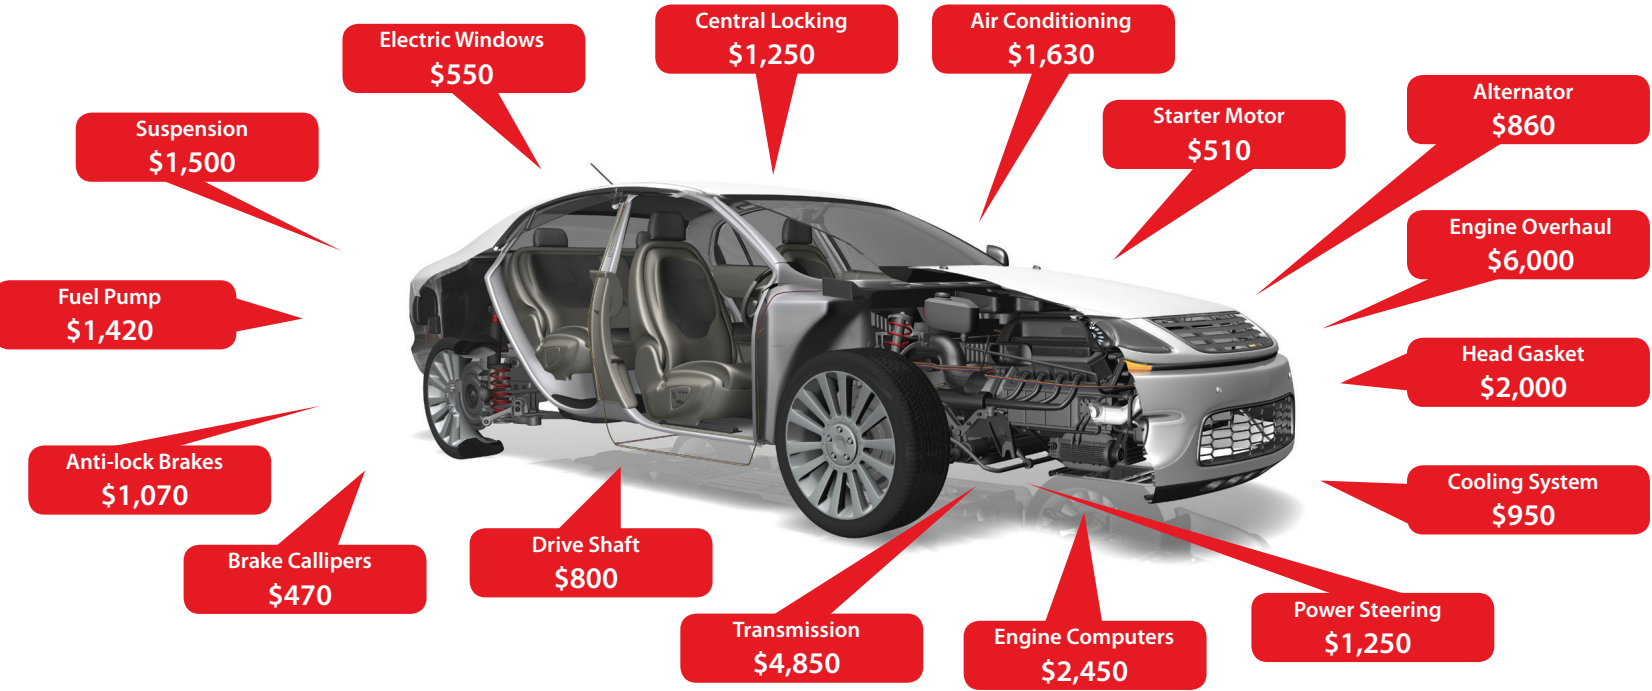 Central Locking
$1,250
Air Conditioning
$1,630
Electric Windows
$550
Alternator
$860
Starter Motor
$510
Suspension
$1,500
Engine Overhaul
$6,000
Fuel Pump
$1,420
Head Gasket
$2,000
Anti-lock Brakes
$1,070
Cooling System
$950
Brake Callipers
$470
Drive Shaft
$800
Transmission
$4,850
Engine Computers
$2,450
Power Steering
$1,250